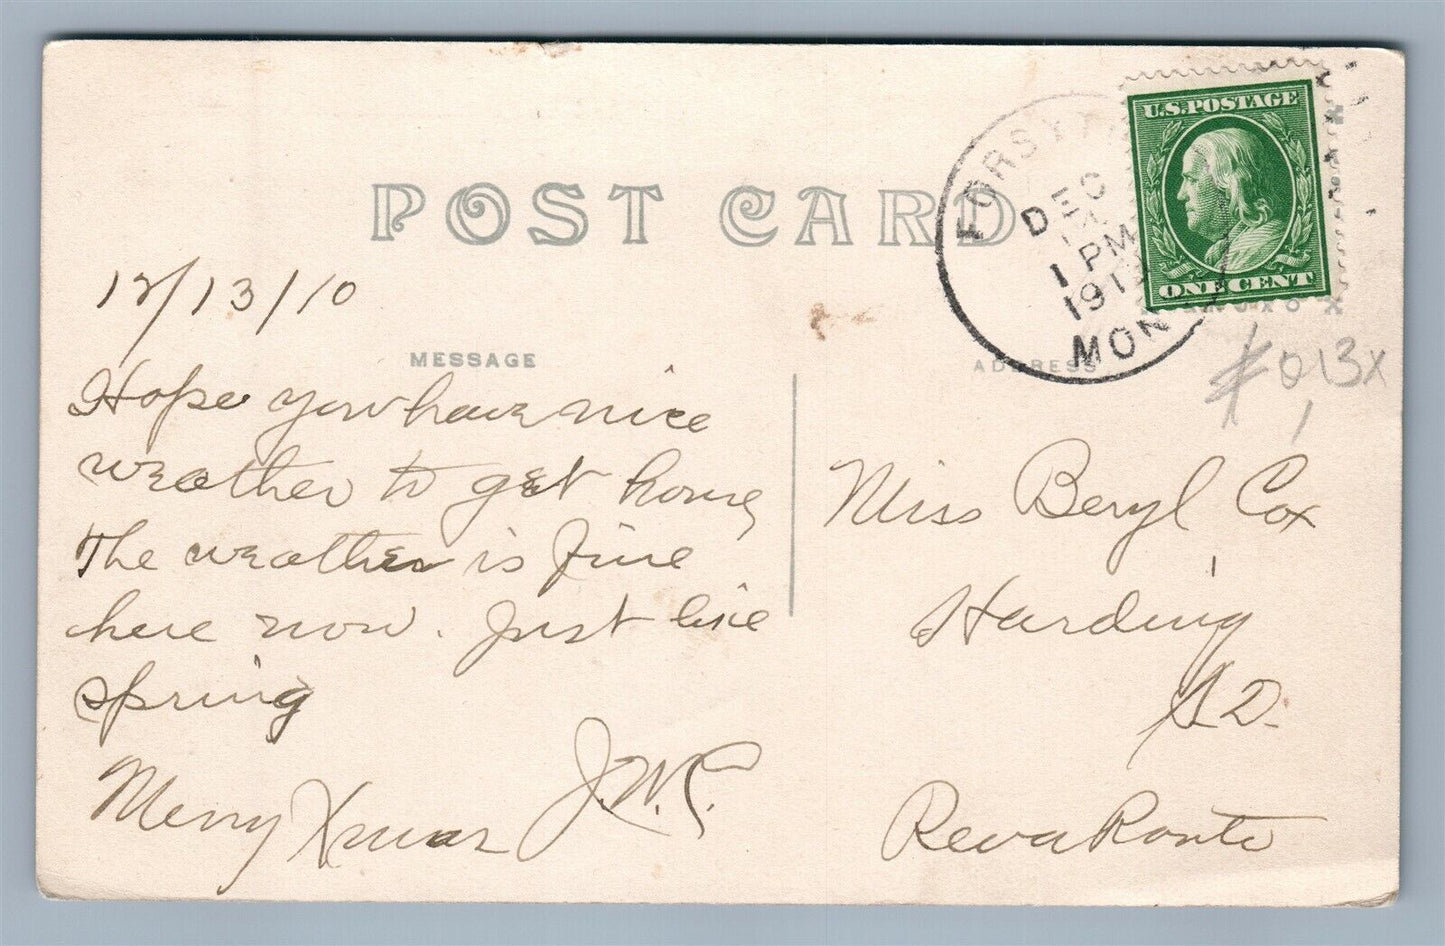 POST CARD
12/13/10
MESSAGE
Hope you have nice
weather to get home,
The weather is fine
here now. Just like
spring
Merry Xmas J.W.C.
FORSYTH
DEC
1 PM
191
MON
U.S. POSTAGE
ONE CENT
ADDRESS
Miss Beryl Cox
Harding
S.D.
Reva Route